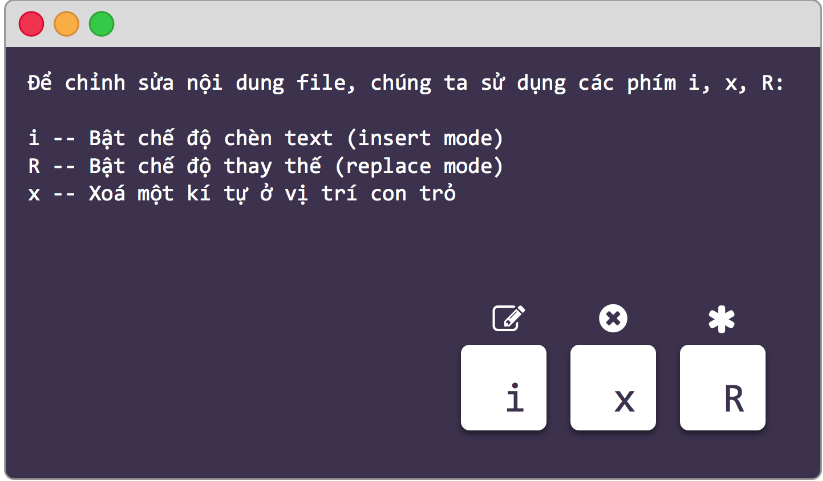 Để chỉnh sửa nội dung file, chúng ta sử dụng các phím i, x, R:
i -- Bật chế độ chèn text (insert mode)
R -- Bật chế độ thay thế (replace mode)
x -- Xoá một kí tự ở vị trí con trỏ
i x R